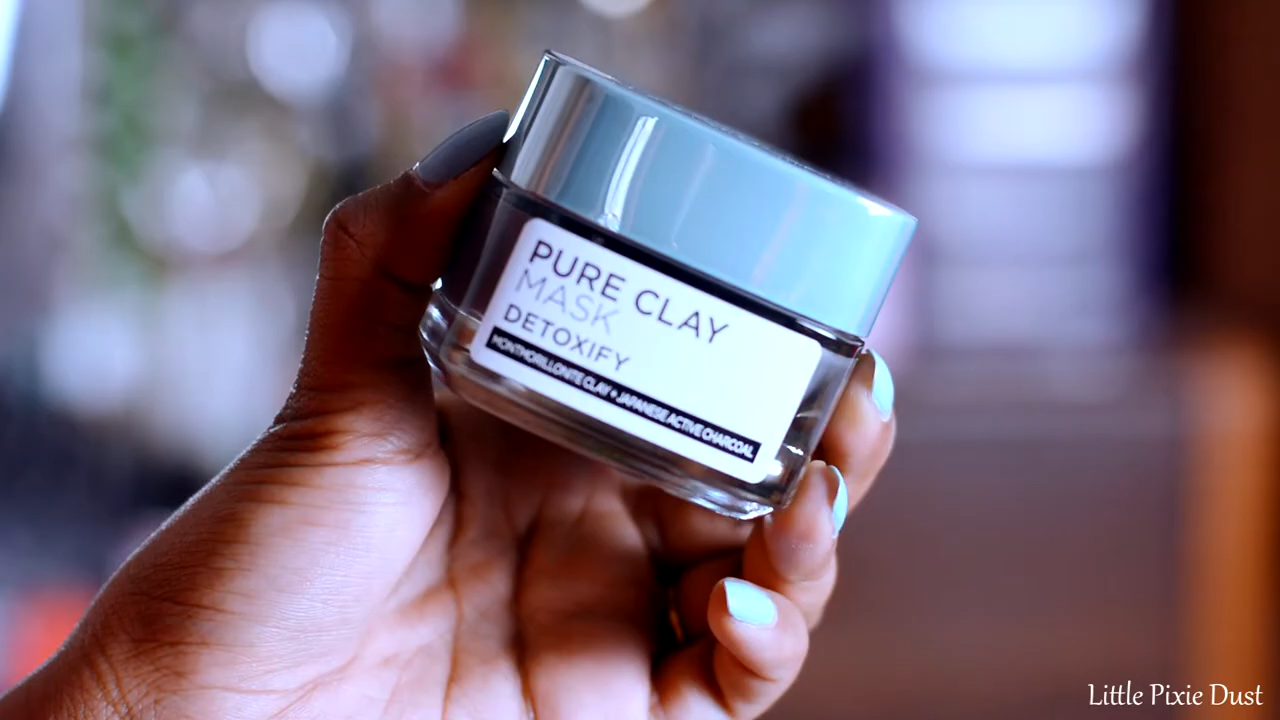 PURE CLAY
MASK
DETOXIFY
MONTMORILLONITE CLAY + JAPANESE ACTIVE CHARCOAL
Little Pixie Dust